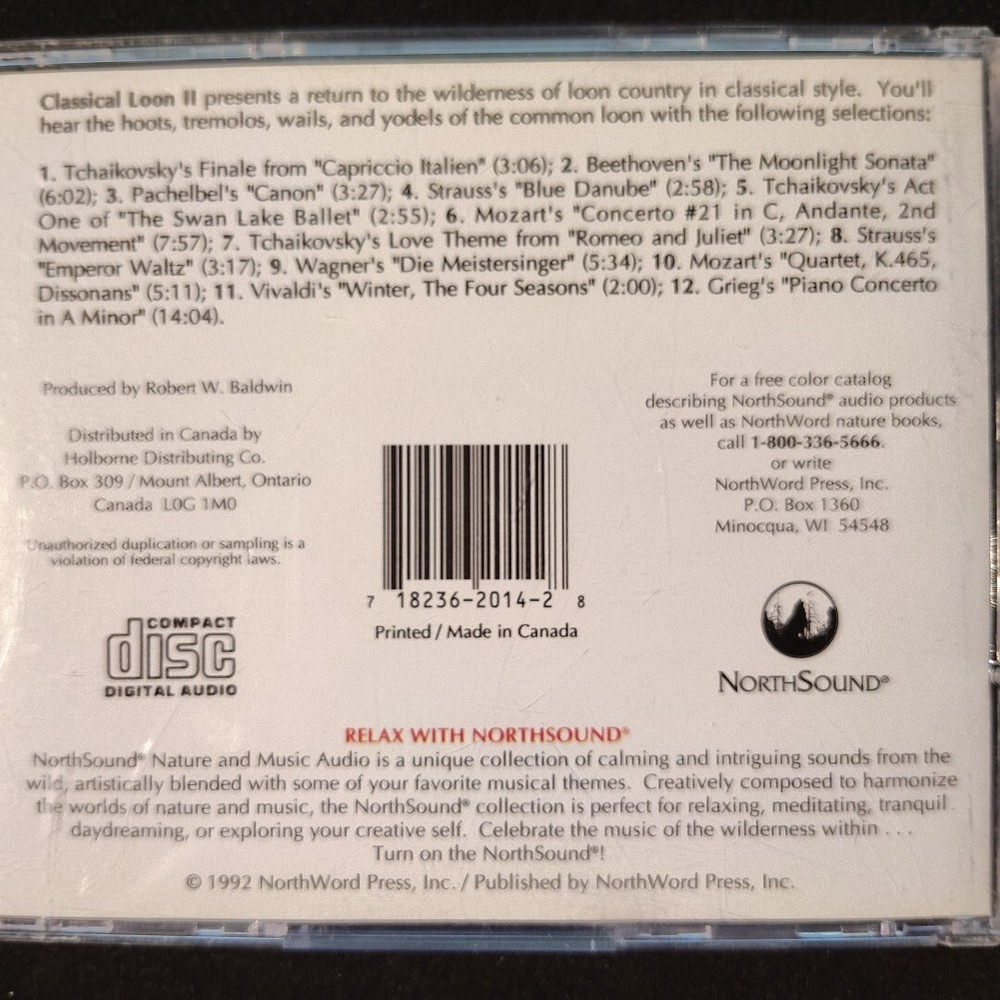 Classical Loon II presents a return to the wilderness of loon country in classical style. You'll
hear the hoots, tremolos, wails, and yodels of the common loon with the following selections:
1. Tchaikovsky's Finale from "Capriccio Italien" (3:06); 2. Beethoven's "The Moonlight Sonata"
(6:02); 3. Pachelbel's "Canon" (3:27); 4. Strauss's "Blue Danube" (2:58); 5. Tchaikovsky's Act
One of "The Swan Lake Ballet" (2:55); 6. Mozart's "Concerto #21 in C, Andante, 2nd
Movement" (7:57); 7. Tchaikovsky's Love Theme from "Romeo and Juliet" (3:27); 8. Strauss's
"Emperor Waltz" (3:17); 9. Wagner's "Die Meistersinger" (5:34); 10. Mozart's "Quartet, K.465,
Dissonans" (5:11); 11. Vivaldi's "Winter, The Four Seasons" (2:00); 12. Grieg's "Piano Concerto
in A Minor" (14:04).
Produced by Robert W. Baldwin
Distributed in Canada by
Holborne Distributing Co.
P.O. Box 309 / Mount Albert, Ontario
Canada L0G 1M0
Unauthorized duplication or sampling is a
violation of federal copyright laws.
COMPACT
disc
DIGITAL AUDIO
7 18236-2014-2 8
Printed / Made in Canada
For a free color catalog
describing NorthSound® audio products
as well as NorthWord nature books,
call 1-800-336-5666.
or write
NorthWord Press, Inc.
P.O. Box 1360
Minocqua, WI 54548
NORTHSOUND®
RELAX WITH NORTHSOUND®
NorthSound® Nature and Music Audio is a unique collection of calming and intriguing sounds from the
wild, artistically blended with some of your favorite musical themes. Creatively composed to harmonize
the worlds of nature and music, the NorthSound® collection is perfect for relaxing, meditating, tranquil
daydreaming, or exploring your creative self. Celebrate the music of the wilderness within . . .
Turn on the NorthSound®!
© 1992 NorthWord Press, Inc. / Published by NorthWord Press, Inc.